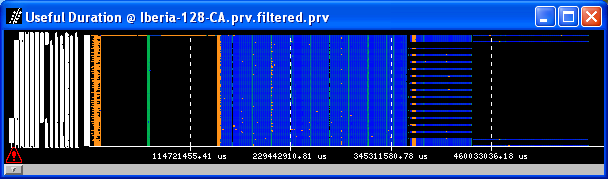 Useful Duration @ Iberia-128-CA.prv.filtered.prv
114721455.41 us 229442910.81 us 345311580.78 us 460033036.18 us